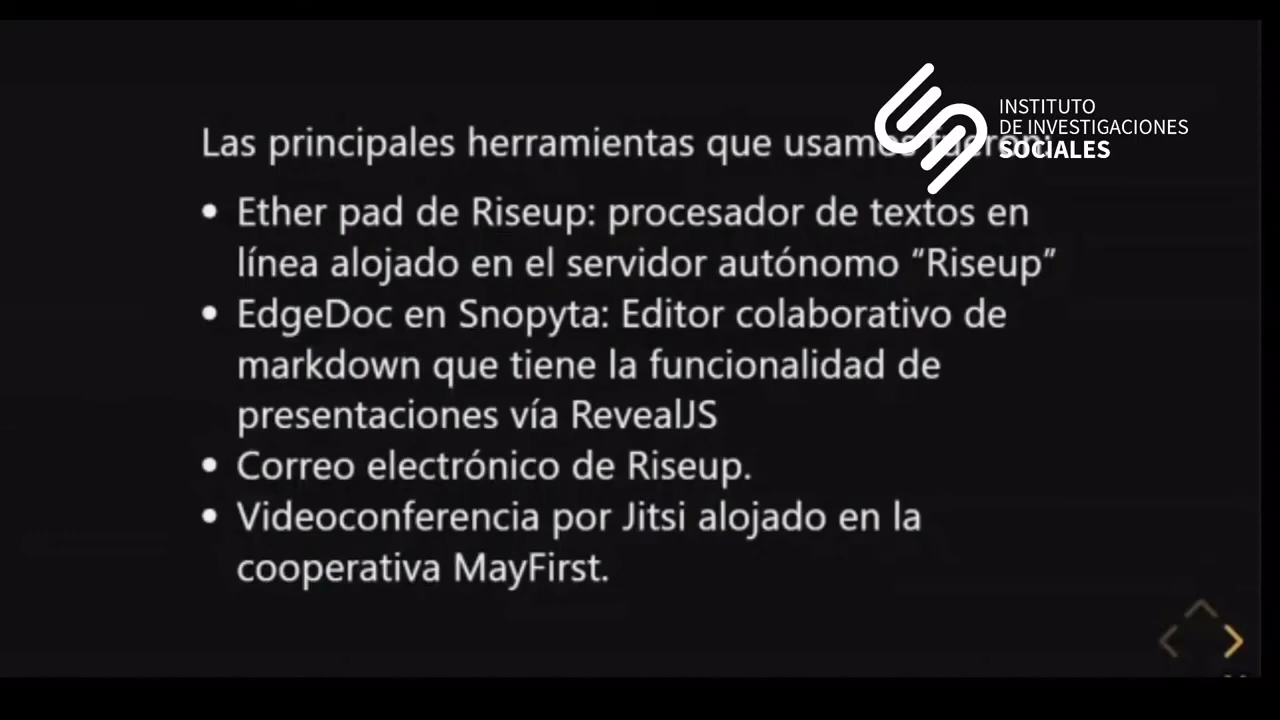 INSTITUTO
DE INVESTIGACIONES
SOCIALES
Las principales herramientas que usamos
• Ether pad de Riseup: procesador de textos en
línea alojado en el servidor autónomo “Riseup”
• EdgeDoc en Snopyta: Editor colaborativo de
markdown que tiene la funcionalidad de
presentaciones vía RevealJS
• Correo electrónico de Riseup.
• Videoconferencia por Jitsi alojado en la
cooperativa MayFirst.